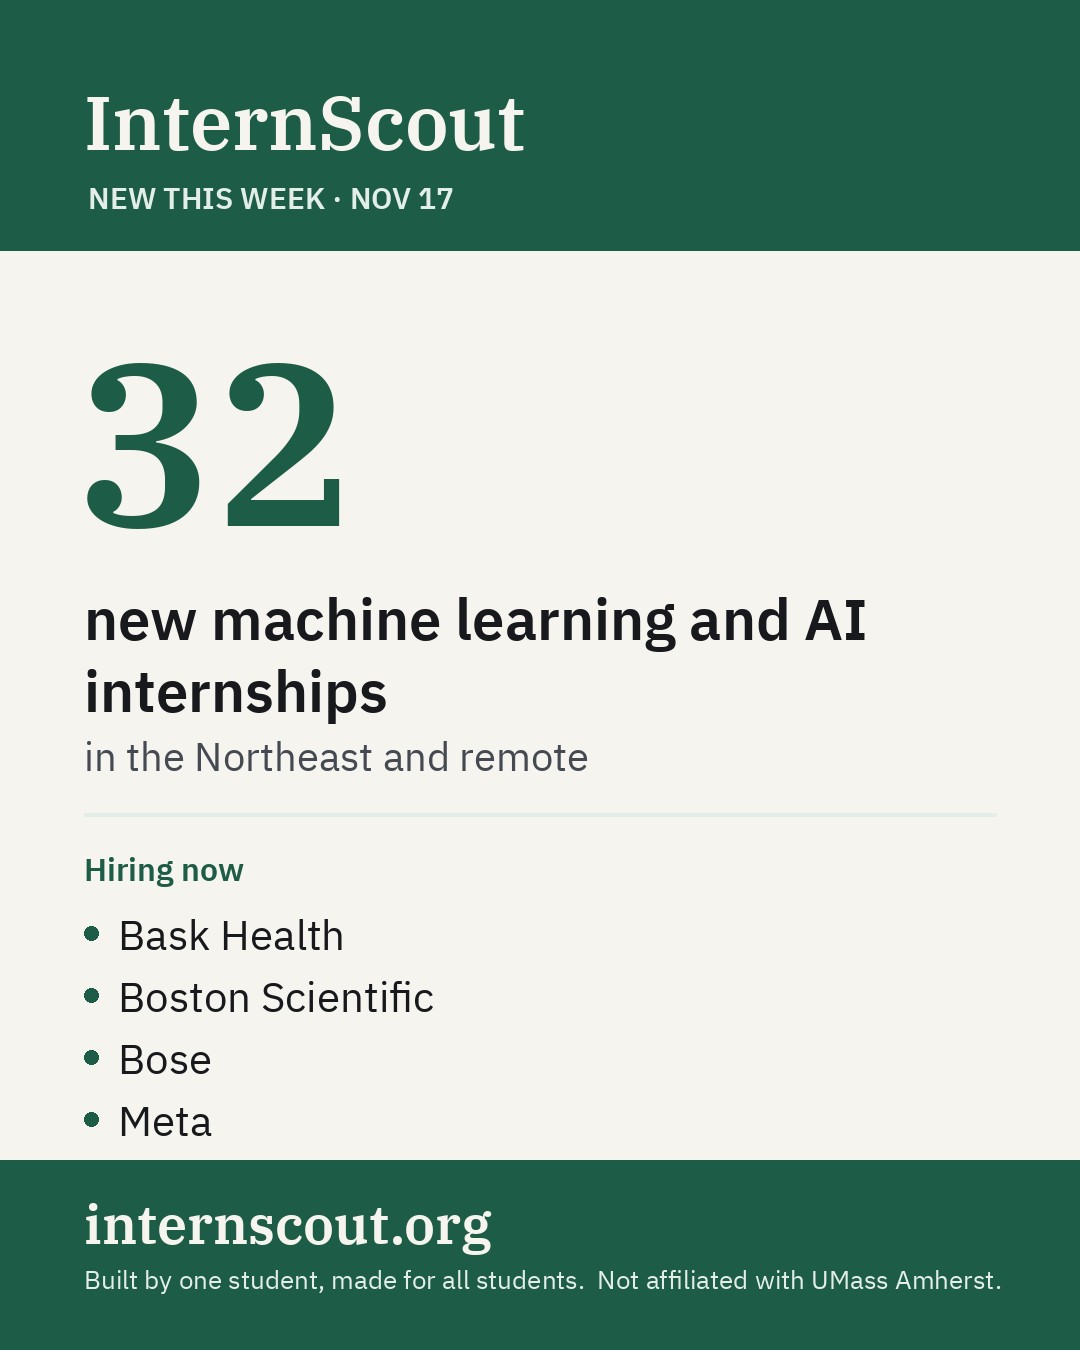 InternScout
NEW THIS WEEK · NOV 17
32
new machine learning and AI
internships
in the Northeast and remote
Hiring now
• Bask Health
• Boston Scientific
• Bose
• Meta
internscout.org
Built by one student, made for all students.  Not affiliated with UMass Amherst.